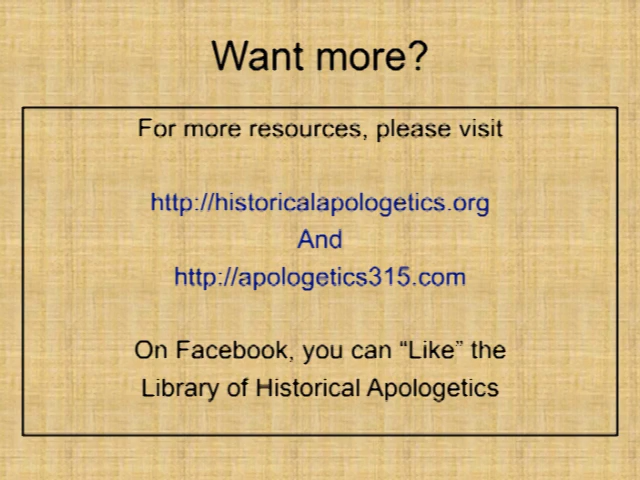 Want more?
For more resources, please visit
http://historicalapologetics.org
And
http://apologetics315.com
On Facebook, you can “Like” the
Library of Historical Apologetics